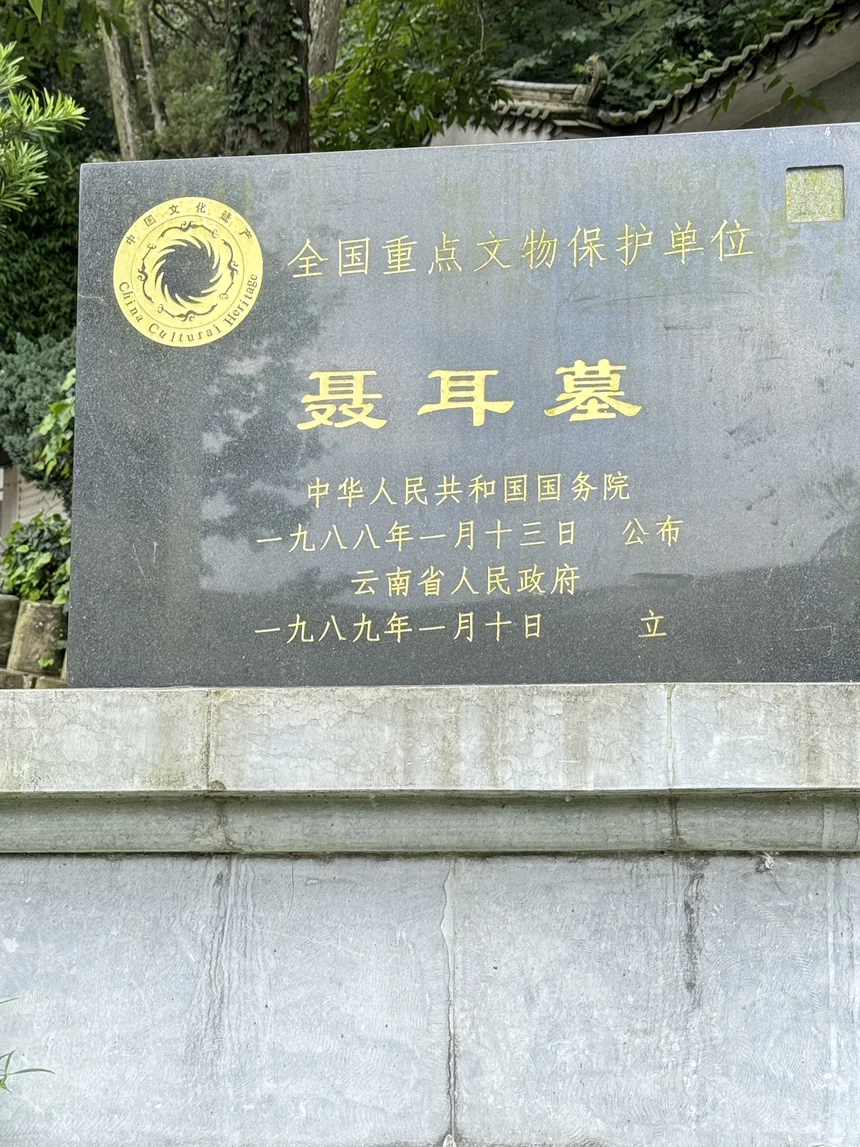 中国文化遗产
China Cultural Heritage
全国重点文物保护单位
聂耳墓
中华人民共和国国务院
一九八八年一月十三日 公布
云南省人民政府
一九八九年一月十日 立